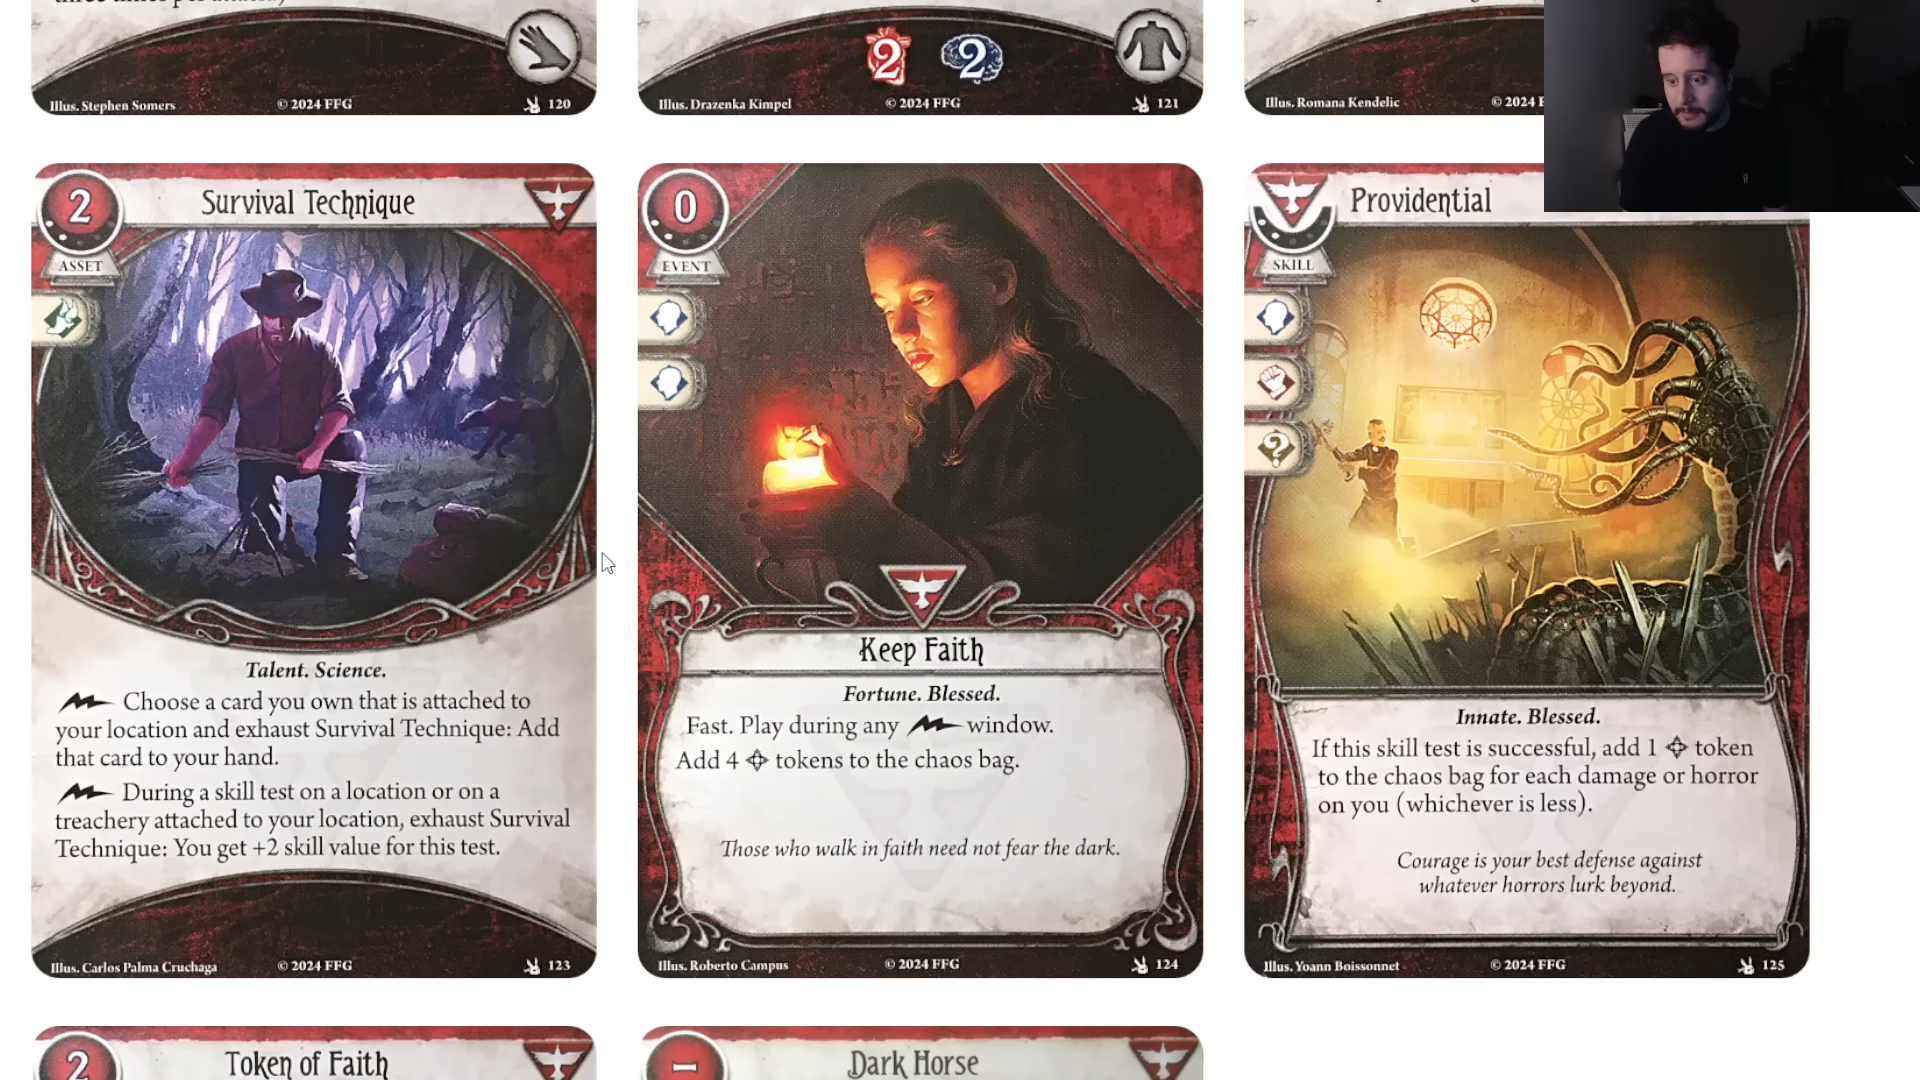 Illus. Stephen Somers © 2024 FFG 120
2 2
Illus. Drazenka Kimpel © 2024 FFG 121
Illus. Romana Kendelic © 2024 F
2
Survival Technique
ASSET
Talent. Science.
Choose a card you own that is attached to
your location and exhaust Survival Technique: Add
that card to your hand.
During a skill test on a location or on a
treachery attached to your location, exhaust Survival
Technique: You get +2 skill value for this test.
Illus. Carlos Palma Cruchaga © 2024 FFG 123
0
EVENT
Keep Faith
Fortune. Blessed.
Fast. Play during any window.
Add 4 tokens to the chaos bag.
Those who walk in faith need not fear the dark.
Illus. Roberto Campus © 2024 FFG 124
Providential
SKILL
?
Innate. Blessed.
If this skill test is successful, add 1 token
to the chaos bag for each damage or horror
on you (whichever is less).
Courage is your best defense against
whatever horrors lurk beyond.
Illus. Yoann Boissonnet © 2024 FFG 125
2
Token of Faith
–
Dark Horse